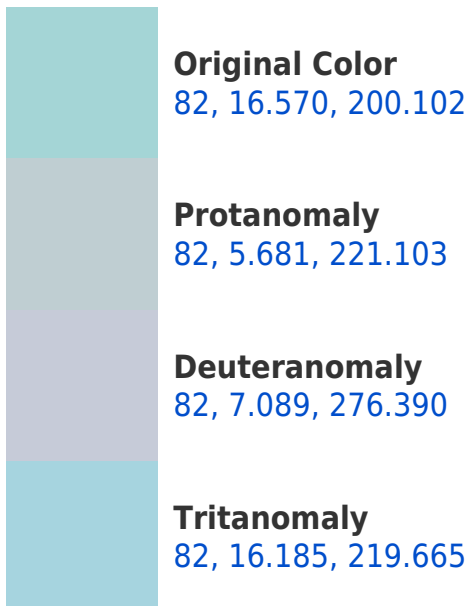 Original Color
82, 16.570, 200.102
Protanomaly
82, 5.681, 221.103
Deuteranomaly
82, 7.089, 276.390
Tritanomaly
82, 16.185, 219.665